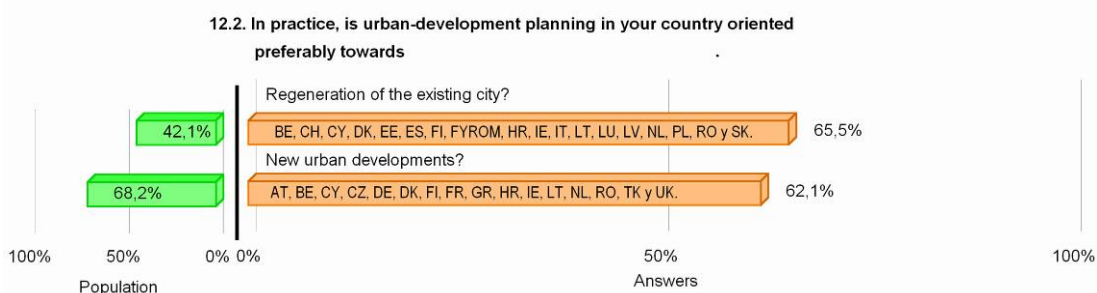 12.2. In practice, is urban-development planning in your country oriented
preferably towards .
Regeneration of the existing city?
42,1% BE, CH, CY, DK, EE, ES, FI, FYROM, HR, IE, IT, LT, LU, LV, NL, PL, RO y SK. 65,5%
New urban developments?
68,2% AT, BE, CY, CZ, DE, DK, FI, FR, GR, HR, IE, LT, NL, RO, TK y UK. 62,1%
100% 50% 0% 0% 50% 100%
Population Answers